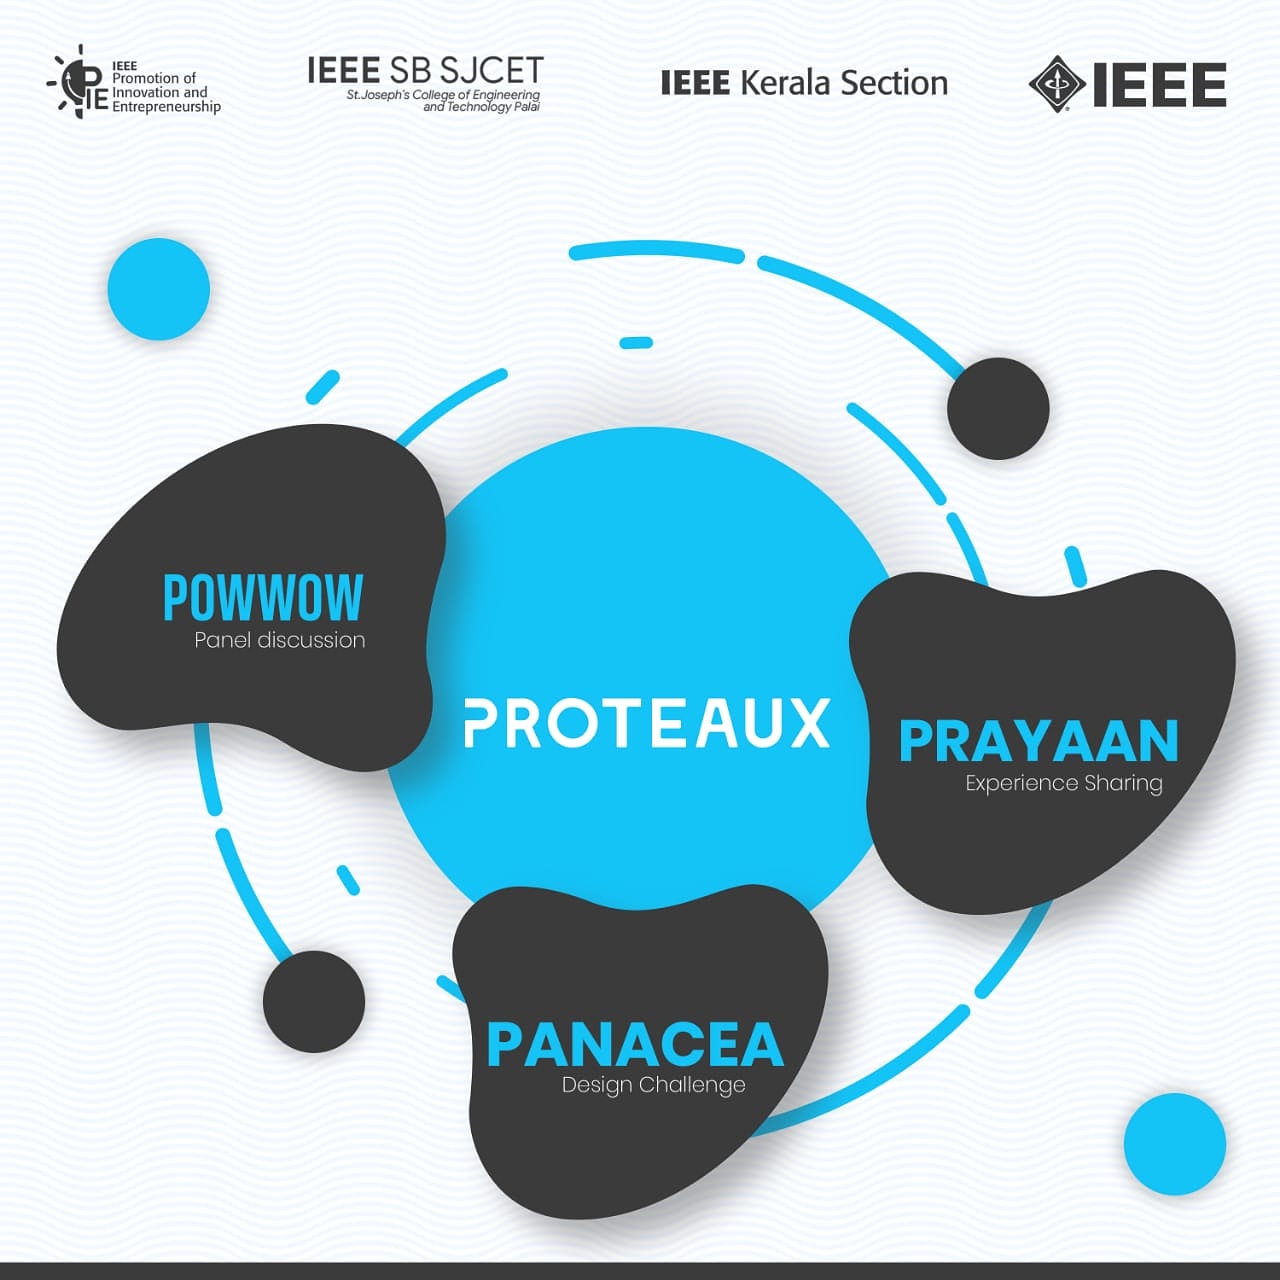 IEEE
Promotion of
Innovation and
Entrepreneurship
PIE
IEEE SB SJCET
St.Joseph's College of Engineering
and Technology Palai
IEEE Kerala Section
IEEE
POWWOW
Panel discussion
PROTEAUX
PRAYAAN
Experience Sharing
PANACEA
Design Challenge